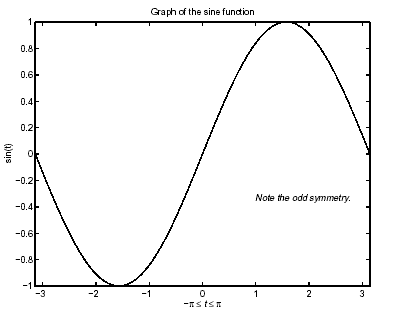 Graph of the sine function
1
0.8
0.6
0.4
0.2
0
−0.2
−0.4
−0.6
−0.8
−1
sin(t)
Note the odd symmetry.
−3 −2 −1 0 1 2 3
−π ≤ t ≤ π